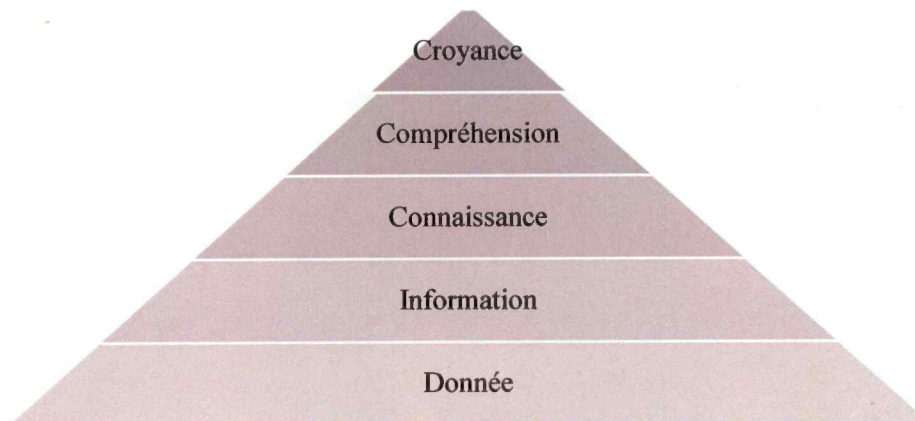 Croyance
Compréhension
Connaissance
Information
Donnée